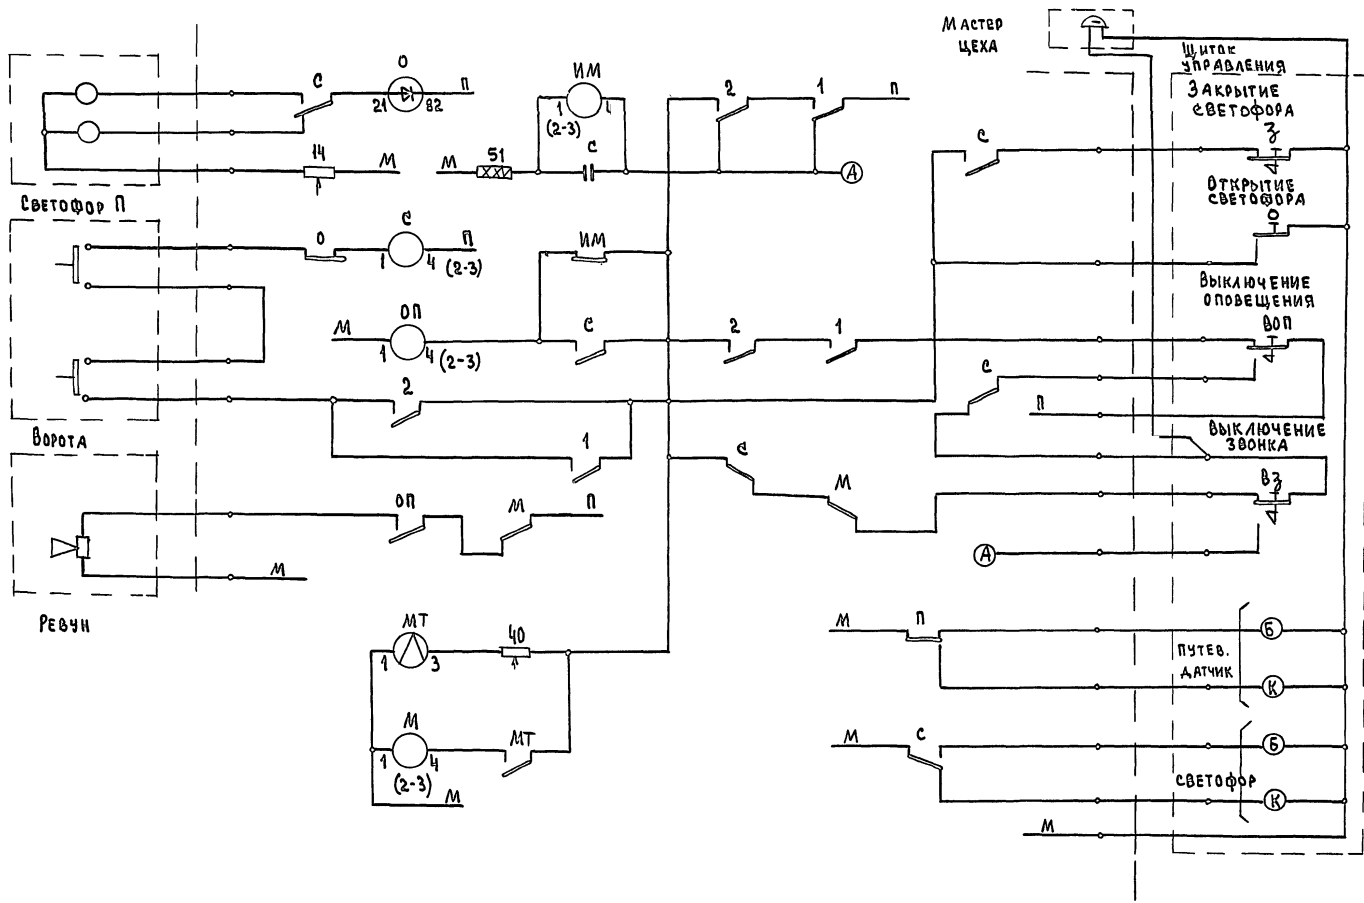 МАСТЕР
ЦЕХА
ЩИТОК
УПРАВЛЕНИЯ
ЗАКРЫТИЕ
СВЕТОФОРА
З
ОТКРЫТИЕ
СВЕТОФОРА
О
ВЫКЛЮЧЕНИЕ
ОПОВЕЩЕНИЯ
ВОП
ВЫКЛЮЧЕНИЕ
ЗВОНКА
ВЗ
С
О
21
82
П
ИМ
1
4
(2-3)
С
2
1
П
14
М
М
51
А
С
СВЕТОФОР П
О
С
1
4
(2-3)
П
ИМ
М
ОП
1
4
(2-3)
С
2
1
С
П
2
1
ВОРОТА
С
М
ОП
М
П
А
М
РЕВУН
МТ
1
3
40
М
1
4
(2-3)
МТ
М
М
П
Б
ПУТЕВ.
ДАТЧИК
К
М
С
Б
СВЕТОФОР
К
М